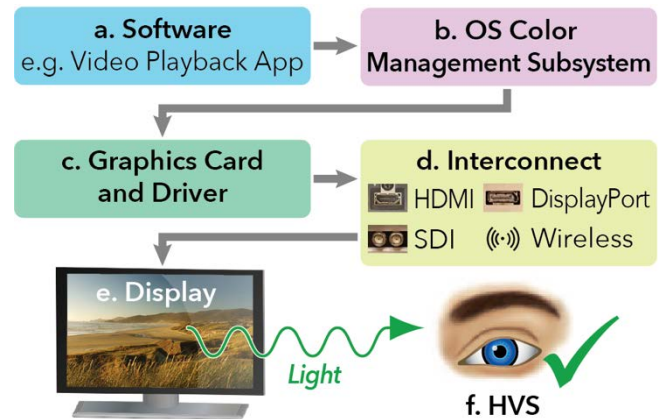 a. Software
e.g. Video Playback App
b. OS Color
Management Subsystem
c. Graphics Card
and Driver
d. Interconnect
HDMI DisplayPort
SDI Wireless
e. Display
Light
f. HVS